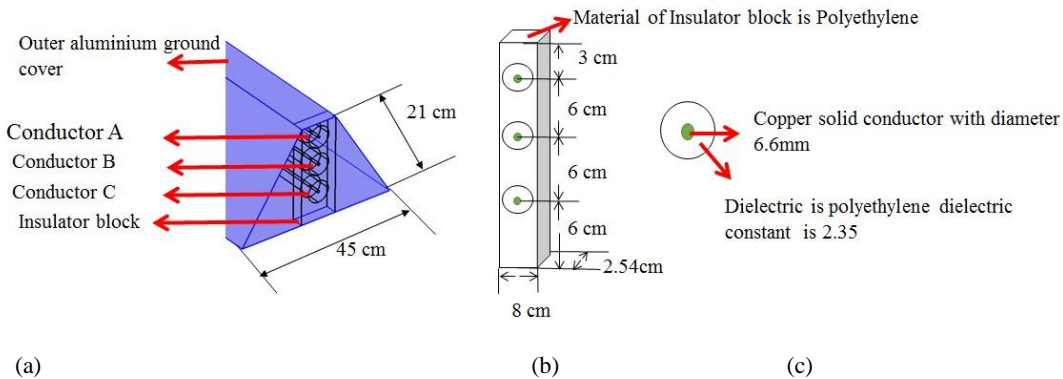 Outer aluminium ground
cover
Conductor A
Conductor B
Conductor C
Insulator block
21 cm
45 cm
(a)
Material of Insulator block is Polyethylene
3 cm
6 cm
6 cm
6 cm
2.54cm
8 cm
(b)
Copper solid conductor with diameter
6.6mm
Dielectric is polyethylene dielectric
constant is 2.35
(c)